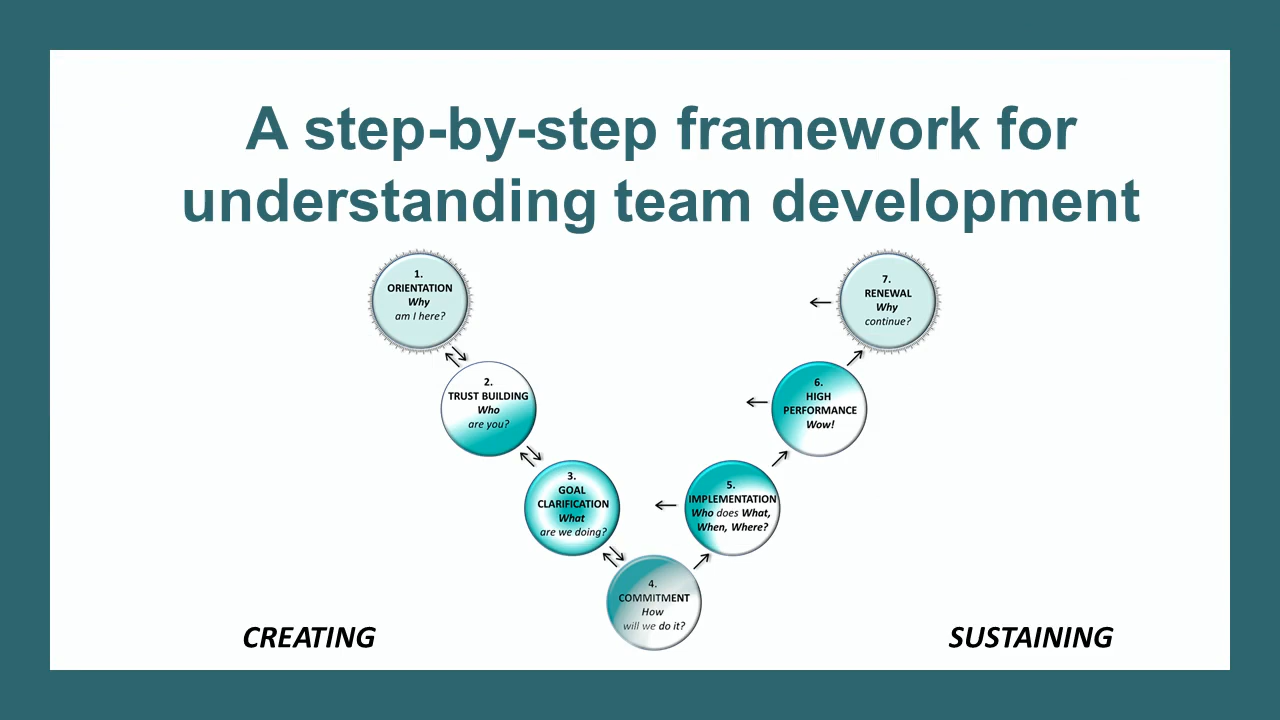 A step-by-step framework for
understanding team development
1.
ORIENTATION
Why
am I here?
2.
TRUST BUILDING
Who
are you?
3.
GOAL
CLARIFICATION
What
are we doing?
4.
COMMITMENT
How
will we do it?
5.
IMPLEMENTATION
Who does What,
When, Where?
6.
HIGH
PERFORMANCE
Wow!
7.
RENEWAL
Why
continue?
CREATING
SUSTAINING